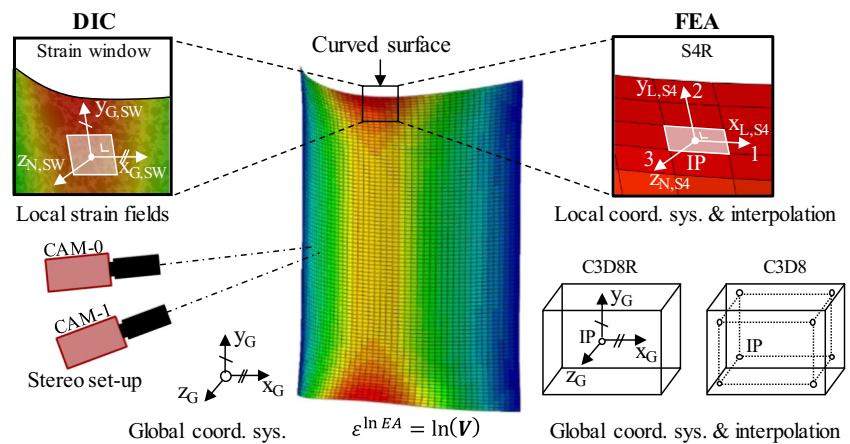 DIC
Strain window
y_G,SW
z_N,SW
x_G,SW
Local strain fields
CAM-0
CAM-1
Stereo set-up
y_G
x_G
z_G
Global coord. sys.
Curved surface
ε^ln EA = ln(V)
FEA
S4R
y_L,S4
2
x_L,S4
1
3
IP
z_N,S4
Local coord. sys. & interpolation
C3D8R
y_G
IP
x_G
z_G
C3D8
IP
Global coord. sys. & interpolation